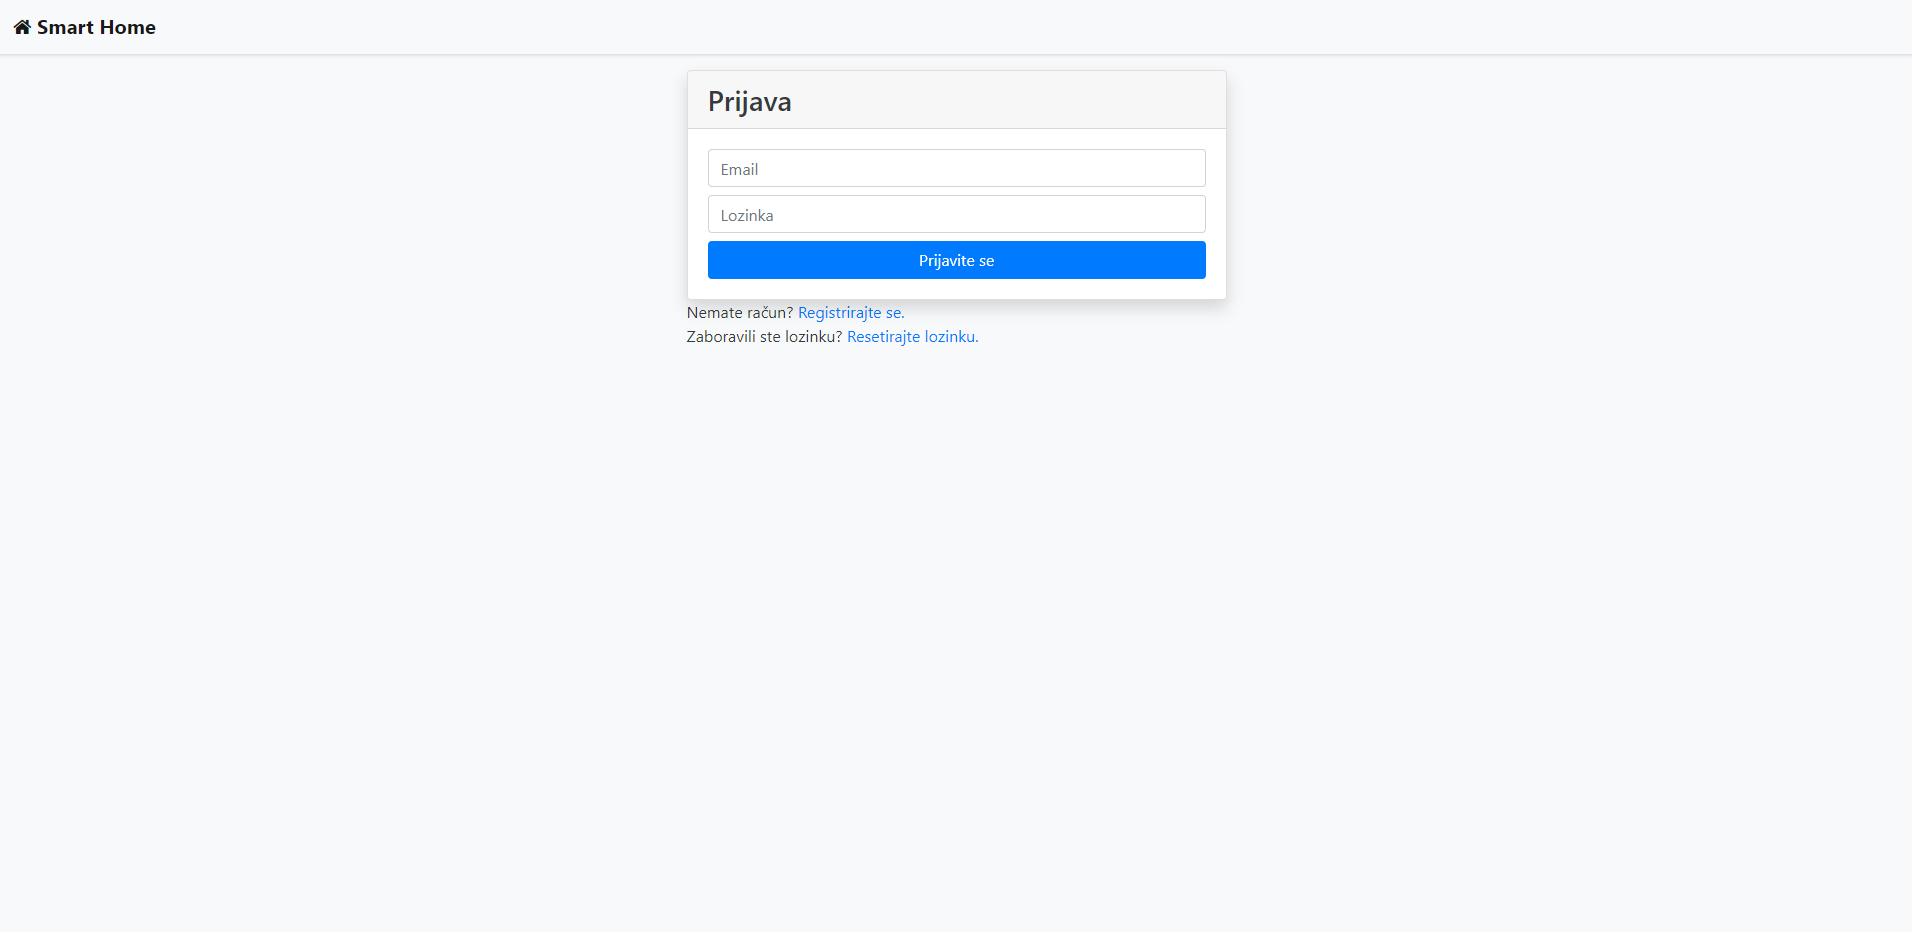 Smart Home
Prijava
Email
Lozinka
Prijavite se
Nemate račun? Registrirajte se.
Zaboravili ste lozinku? Resetirajte lozinku.